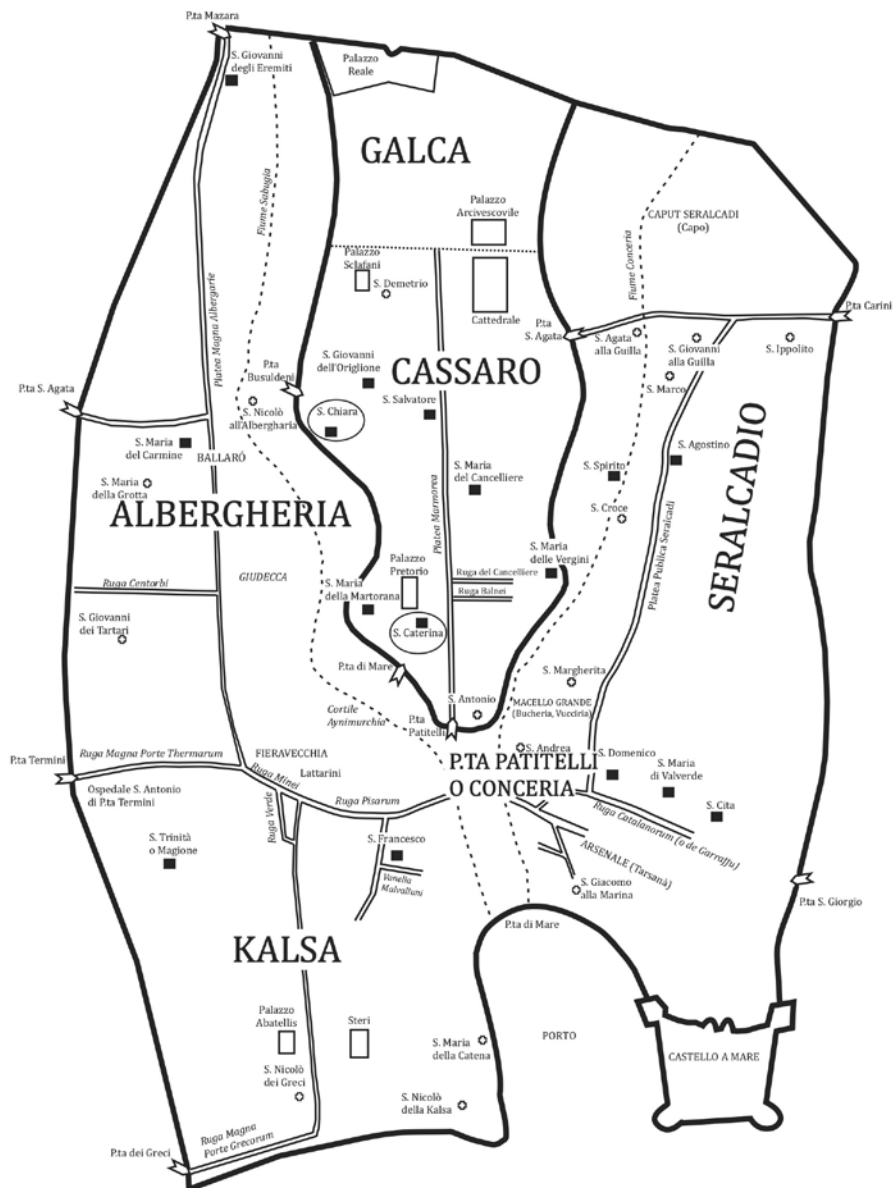 P.ta Mazara
S. Giovanni
degli Eremiti
Palazzo
Reale
GALCA
Fiume Sabugia
Palazzo
Arcivescovile
CAPUT SERALCADI
(Capo)
Fiume Conceria
Palazzo
Sclafani
S. Demetrio
Cattedrale
P.ta
S. Agata
P.ta Carini
Platea Magna Albergarie
S. Agata
alla Guilla
S. Giovanni
alla Guilla
S. Ippolito
P.ta
Busuldeni
S. Giovanni
dell'Origlione
CASSARO
S. Marco
P.ta S. Agata
S. Nicolò
all'Albergharia
S. Chiara
S. Salvatore
S. Maria
del Carmine
BALLARÓ
S. Agostino
S. Maria
della Grotta
S. Maria
del Cancelliere
S. Spirito
SERALCADIO
ALBERGHERIA
Platea Marmorea
S. Croce
Platea Publica Seralcadi
Ruga Centorbi
GIUDECCA
Palazzo
Pretorio
S. Maria
delle Vergini
Ruga del Cancelliere
Ruga Balnei
S. Maria
della Martorana
S. Giovanni
dei Tartari
S. Caterina
P.ta di Mare
S. Margherita
Cortile
Aynimurchia
S. Antonio
MACELLO GRANDE
(Bucheria, Vucciria)
P.ta
Patitelli
P.ta Termini
Ruga Magna Porte Thermarum
FIERAVECCHIA
S. Andrea
S. Domenico
P.TA PATITELLI
O CONCERIA
S. Maria
di Valverde
Ruga Minei
Lattarini
Ospedale S. Antonio
di P.ta Termini
Ruga Verde
Ruga Pisarum
Ruga Catalanorum (o de Garraffu)
S. Cita
S. Trinità
o Magione
S. Francesco
ARSENALE (Tarsanà)
Vanella
Malvalluni
S. Giacomo
alla Marina
P.ta S. Giorgio
P.ta di Mare
KALSA
Palazzo
Abatellis
Steri
S. Maria
della Catena
PORTO
CASTELLO A MARE
S. Nicolò
dei Greci
S. Nicolò
della Kalsa
P.ta dei Greci
Ruga Magna
Porte Grecorum